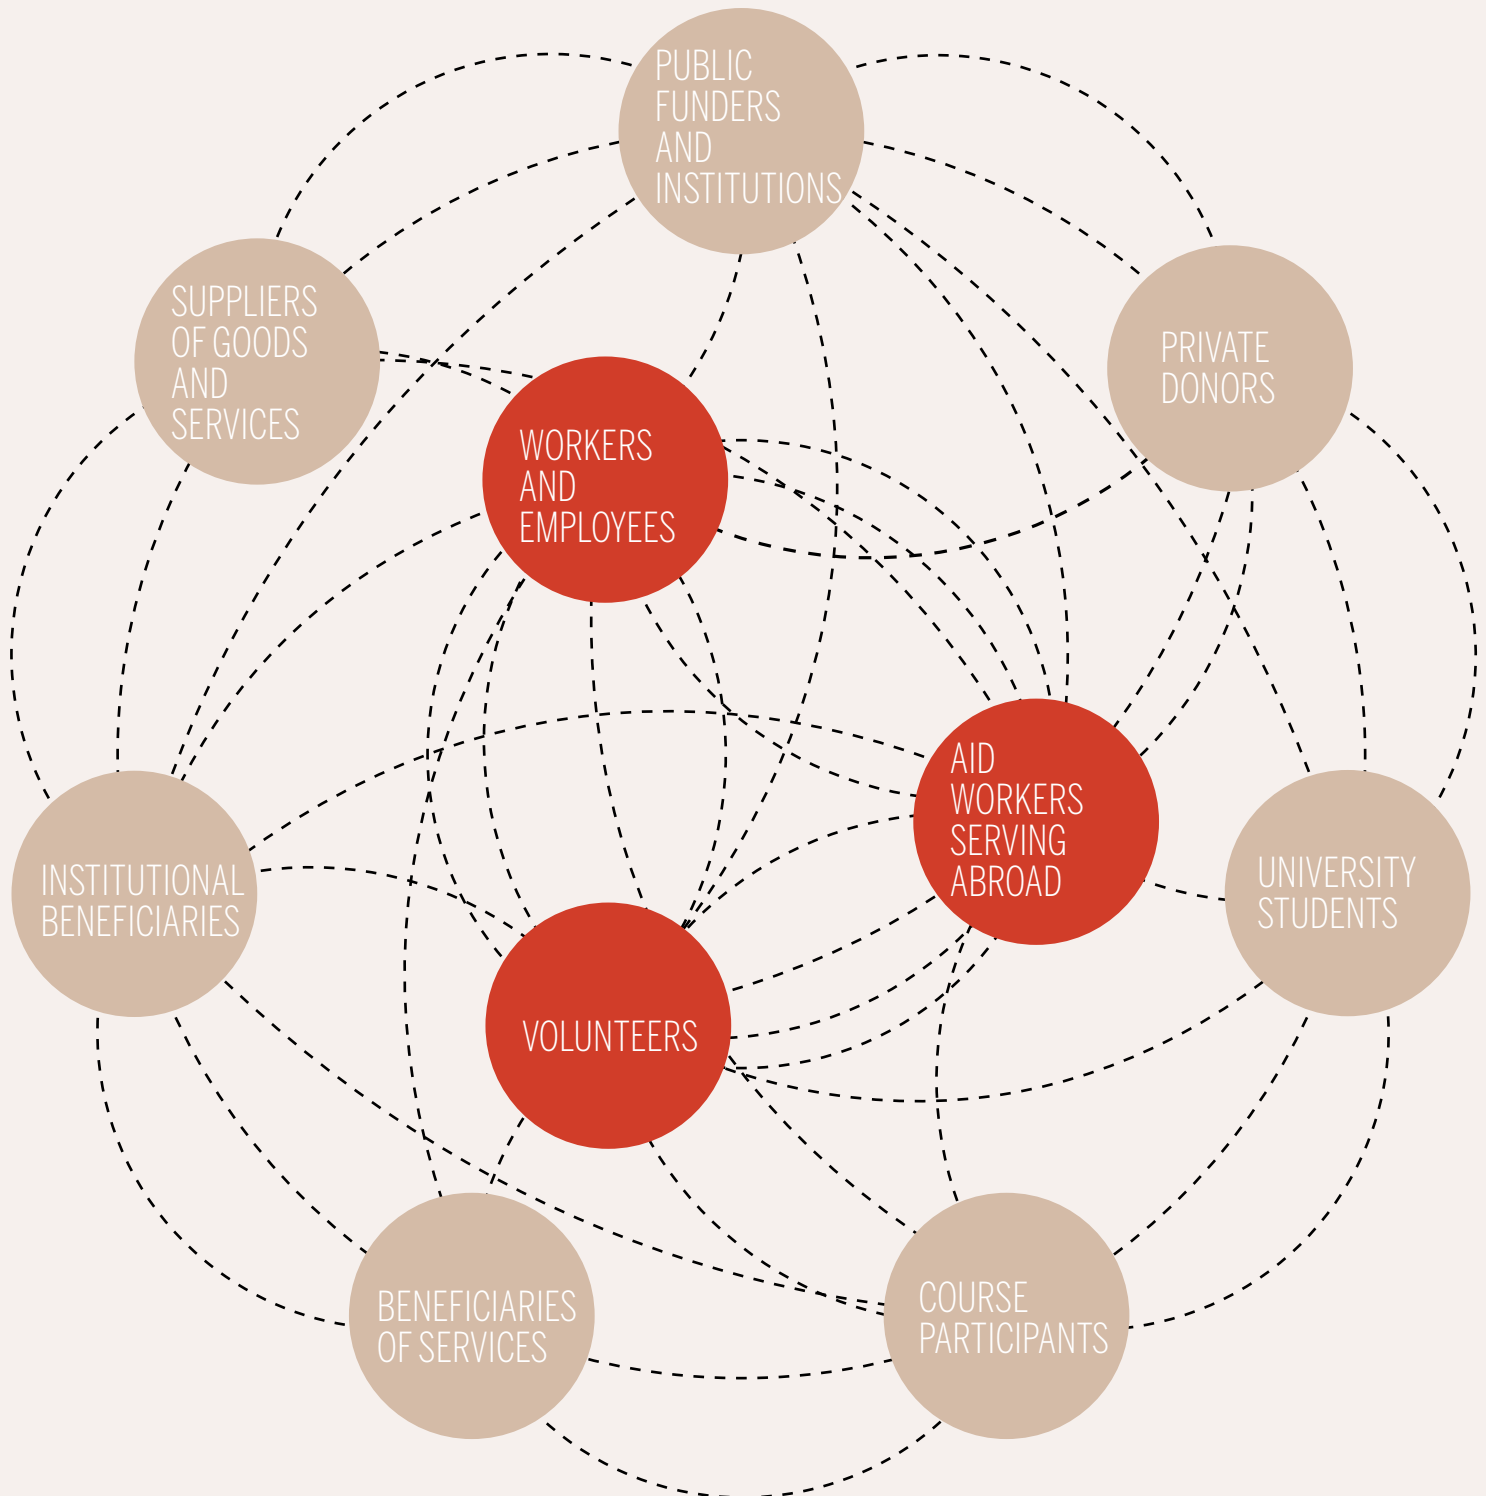 PUBLIC
FUNDERS
AND
INSTITUTIONS
SUPPLIERS
OF GOODS
AND
SERVICES
PRIVATE
DONORS
WORKERS
AND
EMPLOYEES
AID
WORKERS
SERVING
ABROAD
INSTITUTIONAL
BENEFICIARIES
UNIVERSITY
STUDENTS
VOLUNTEERS
BENEFICIARIES
OF SERVICES
COURSE
PARTICIPANTS